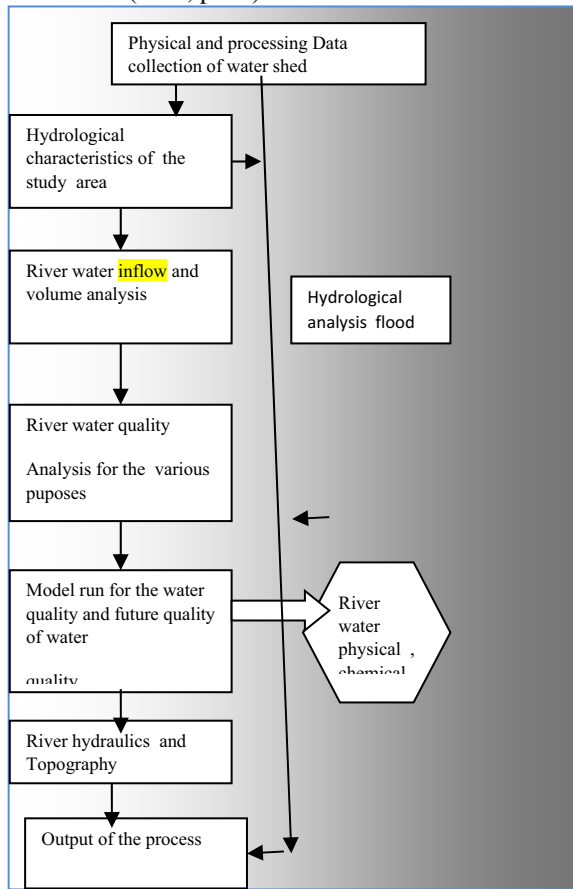 Physical and processing Data
collection of water shed
Hydrological
characteristics of the
study area
River water inflow and
volume analysis
Hydrological
analysis flood
River water quality
Analysis for the various
puposes
Model run for the water
quality and future quality
of water
quality
River
water
physical ,
chemical
River hydraulics and
Topography
Output of the process